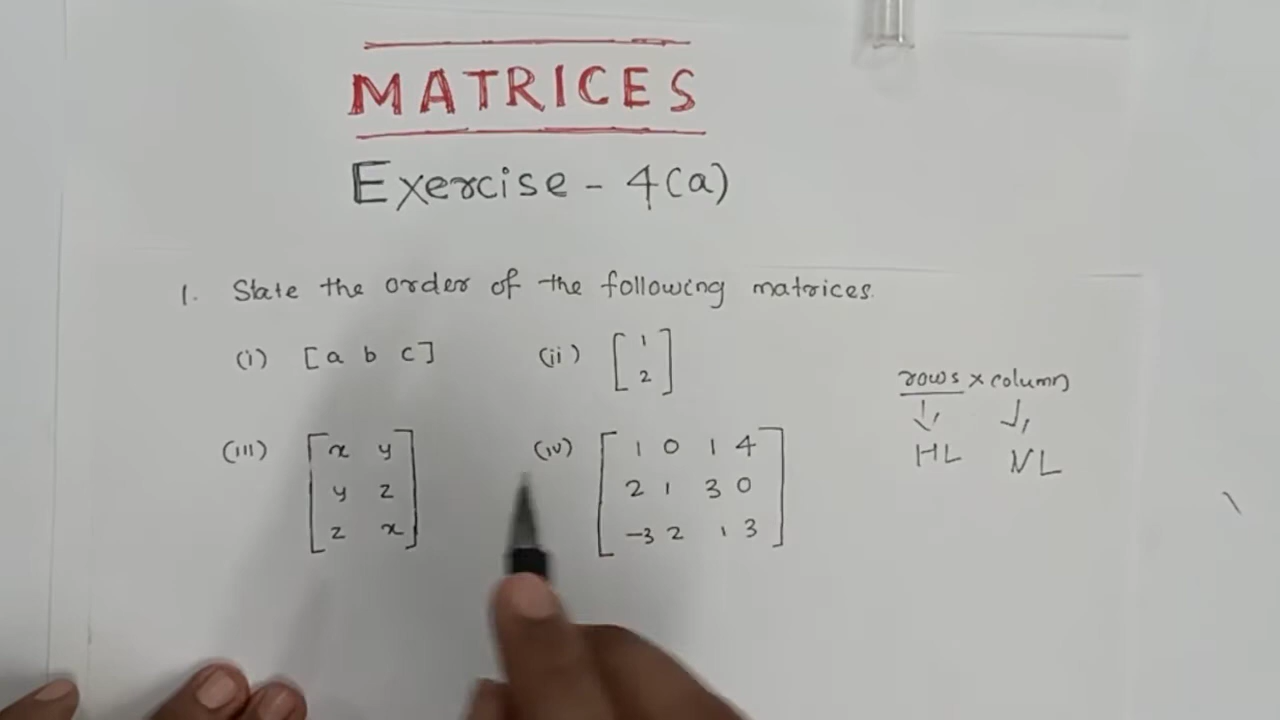 MATRICES
Exercise - 4(a)
1. State the order of the following matrices.
(i) [a b c] (ii) [1
2]
rows x column
HL VL
(iii) [x y
y z
z x]
(iv) [1 0 1 4
2 1 3 0
-3 2 1 3]